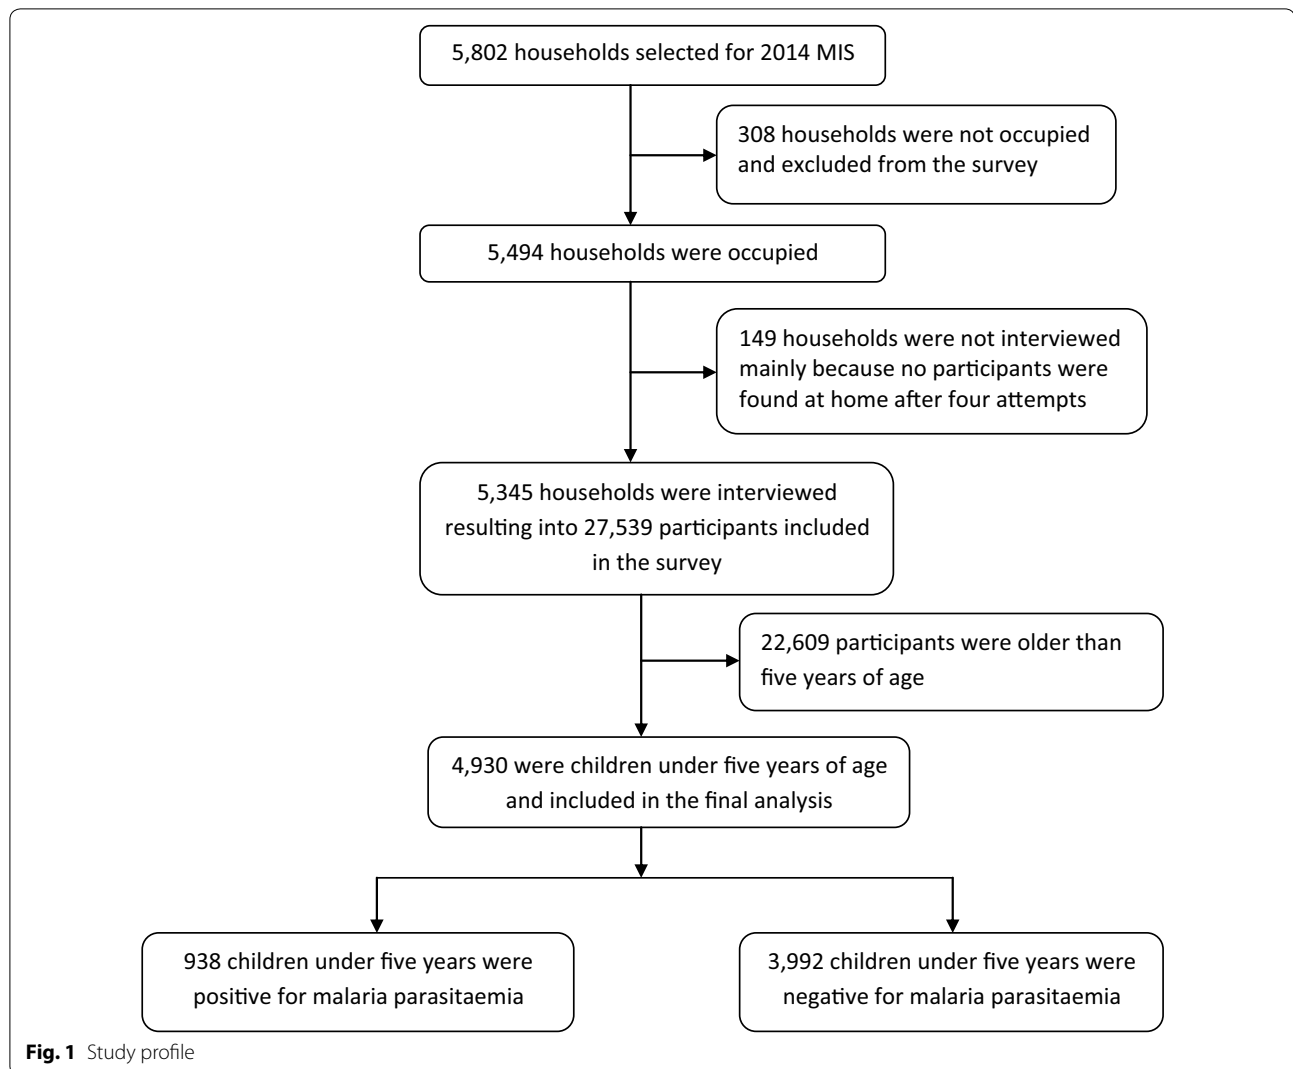 5,802 households selected for 2014 MIS
308 households were not occupied
and excluded from the survey
5,494 households were occupied
149 households were not interviewed
mainly because no participants were
found at home after four attempts
5,345 households were interviewed
resulting into 27,539 participants included
in the survey
22,609 participants were older than
five years of age
4,930 were children under five years of age
and included in the final analysis
938 children under five years were
positive for malaria parasitaemia
3,992 children under five years were
negative for malaria parasitaemia
Fig. 1 Study profile